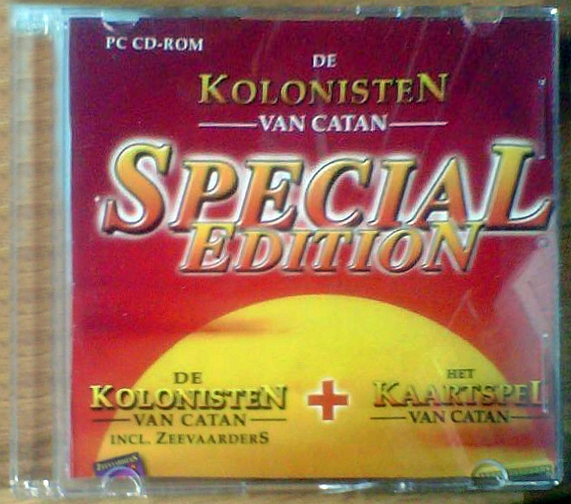 PC CD-ROM
DE
KOLONISTEN
VAN CATAN
SPECIAL
EDITION
DE
KOLONISTEN
VAN CATAN
INCL. ZEEVAARDERS
+
HET
KAARTSPEL
VAN CATAN